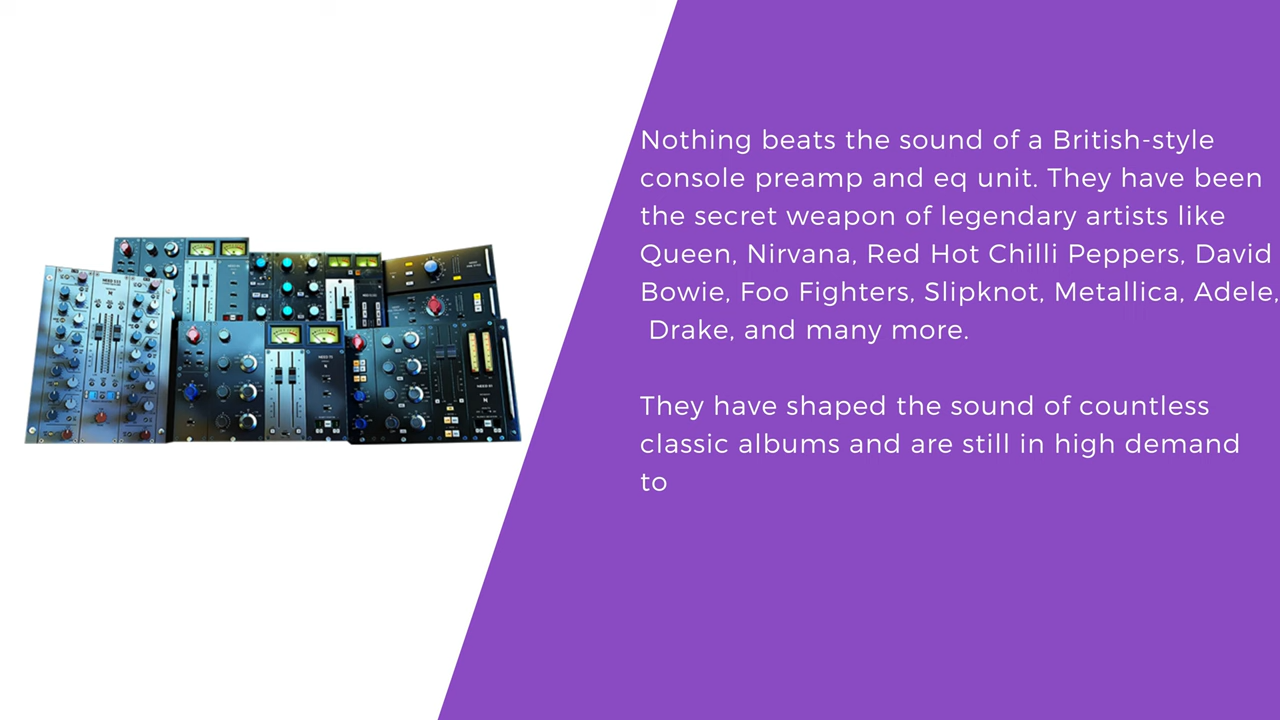 Nothing beats the sound of a British-style
console preamp and eq unit. They have been
the secret weapon of legendary artists like
Queen, Nirvana, Red Hot Chilli Peppers, David
Bowie, Foo Fighters, Slipknot, Metallica, Adele,
Drake, and many more.
They have shaped the sound of countless
classic albums and are still in high demand
to